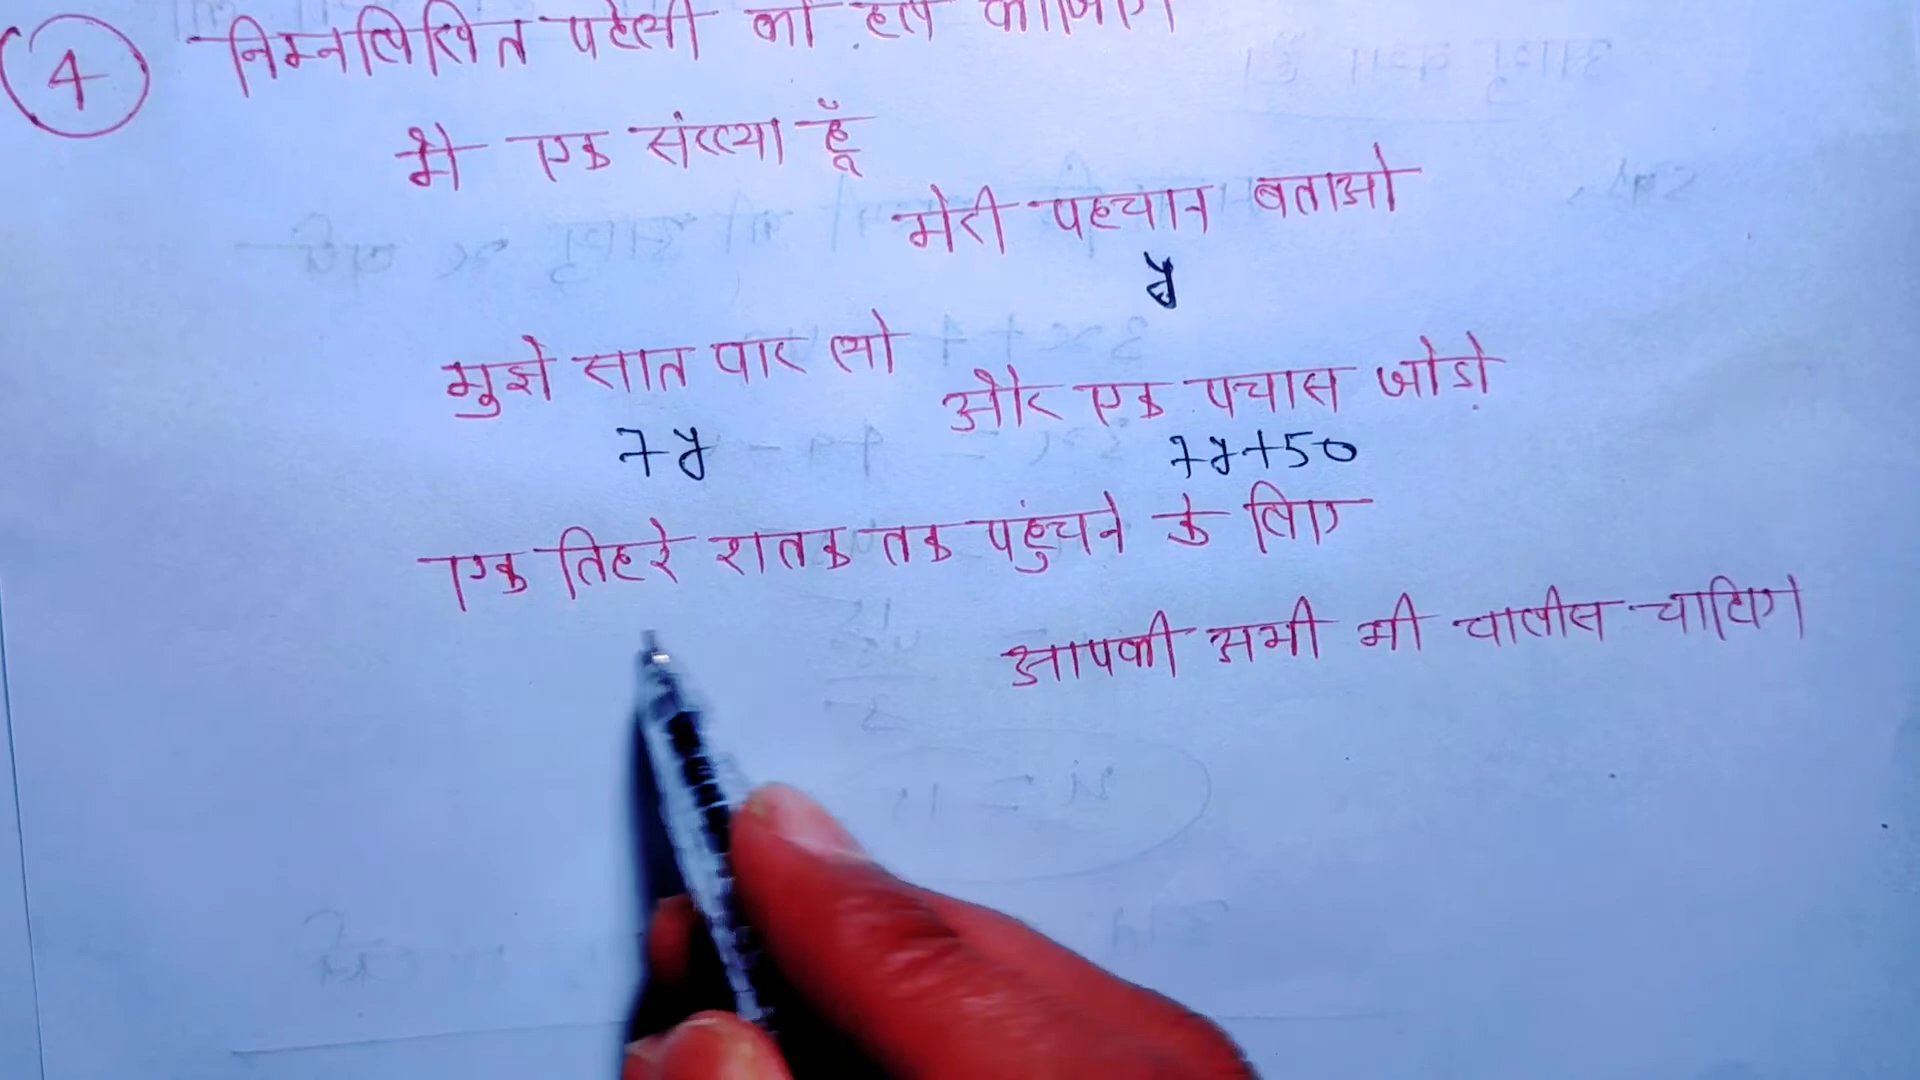 4 निम्नलिखित पहेली को हल कीजिए।
मै एक संख्या हूँ
मेरी पहचान बताओ
y
मुझे सात बार लो
और एक पचास जोडो़
7y
7y+50
एक तिहरे शतक तक पहुंचने के लिए
आपकी अभी भी चालीस चाहिए।